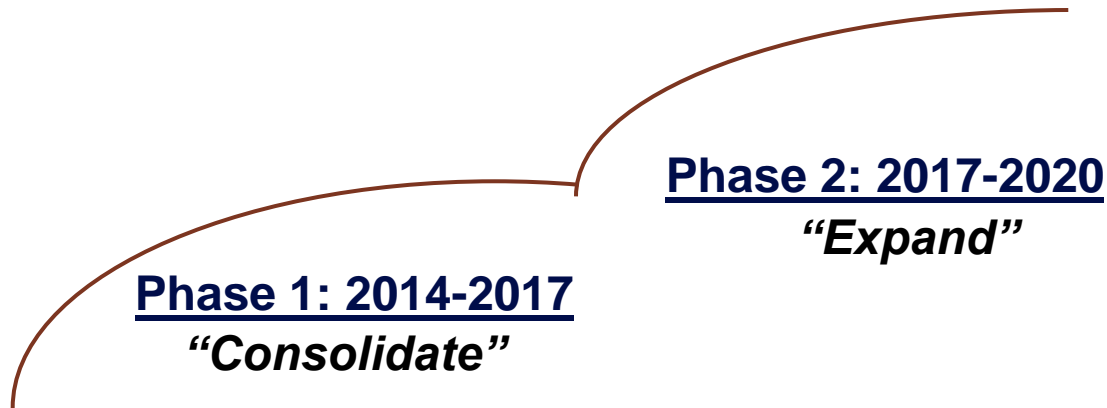 Phase 2: 2017-2020
“Expand”
Phase 1: 2014-2017
“Consolidate”